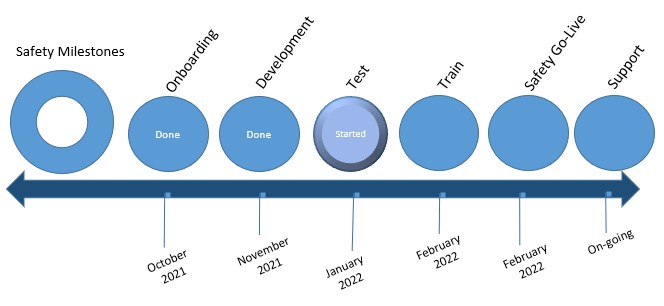 Safety Milestones
Onboarding
Development
Test
Train
Safety Go-Live
Support
Done
Done
Started
October
2021
November
2021
January
2022
February
2022
February
2022
On-going